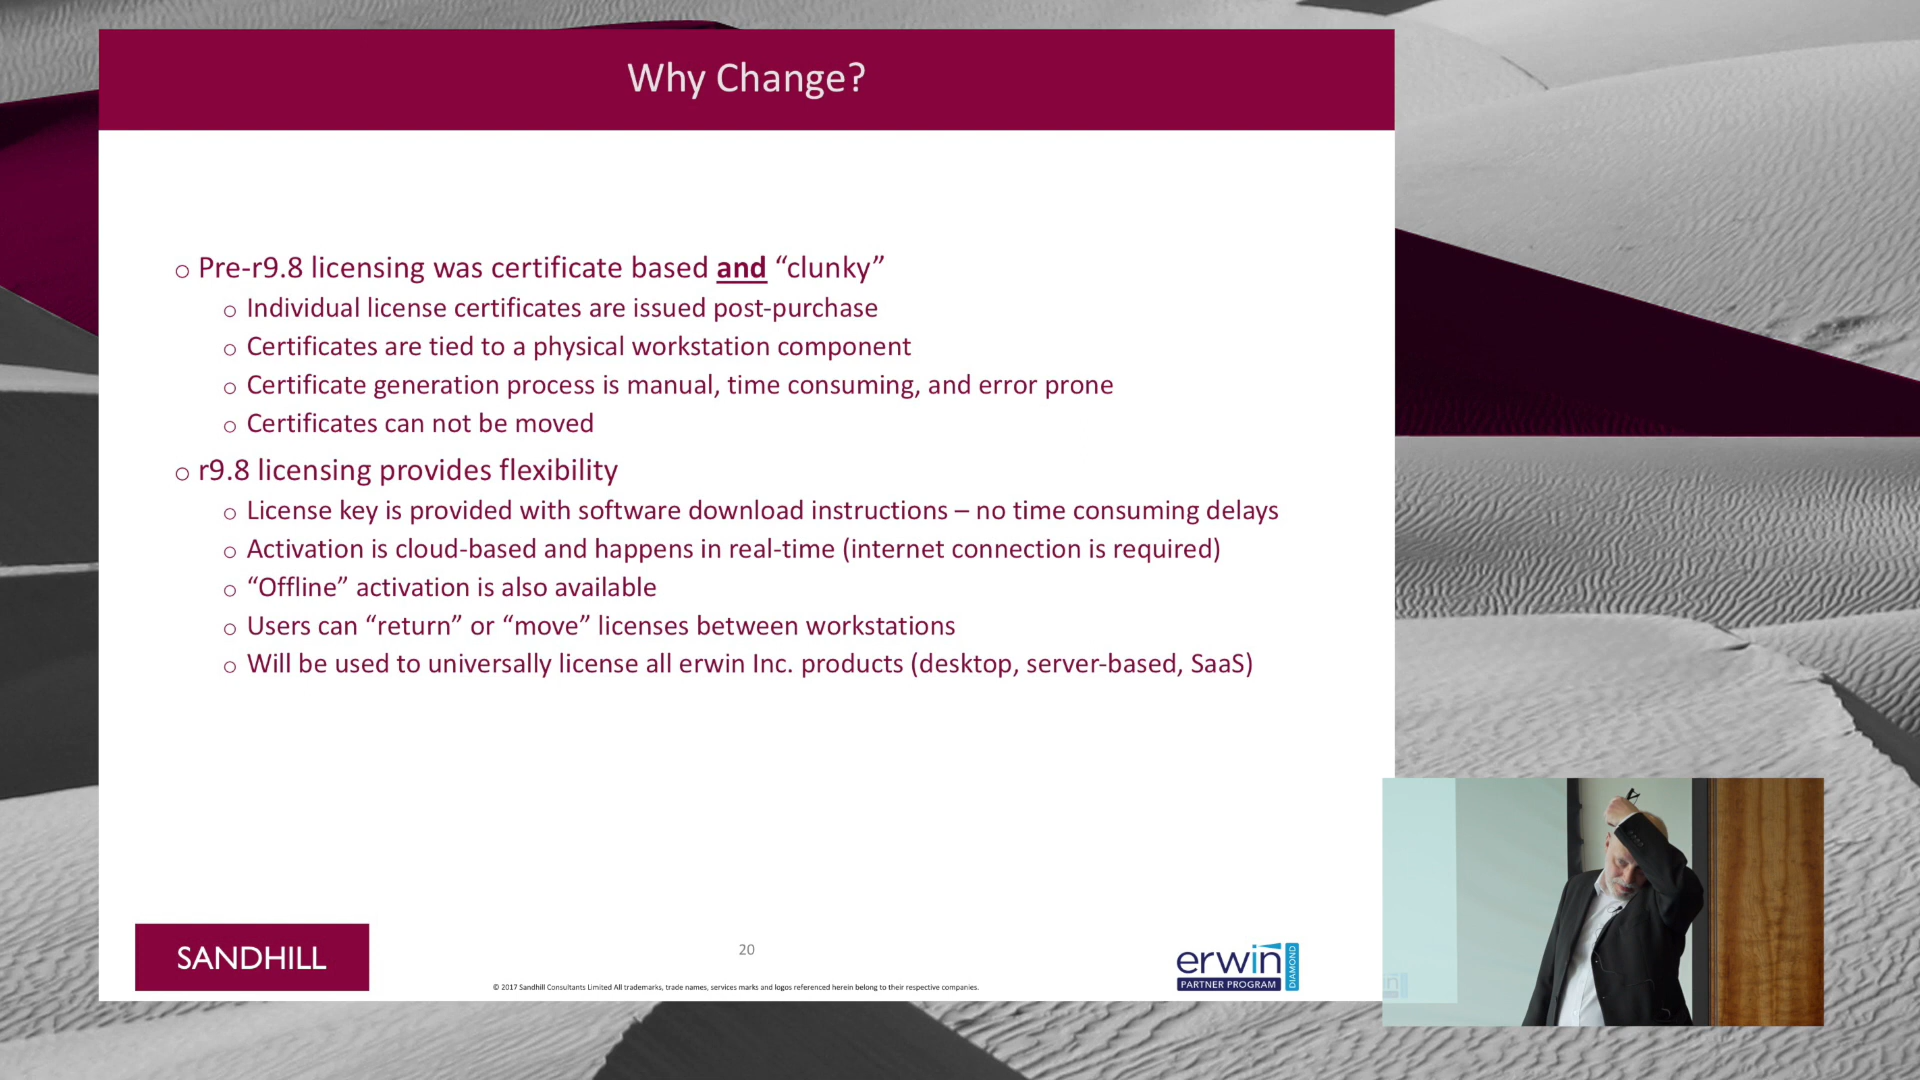 Why Change?
o Pre-r9.8 licensing was certificate based and “clunky”
o Individual license certificates are issued post-purchase
o Certificates are tied to a physical workstation component
o Certificate generation process is manual, time consuming, and error prone
o Certificates can not be moved
o r9.8 licensing provides flexibility
o License key is provided with software download instructions – no time consuming delays
o Activation is cloud-based and happens in real-time (internet connection is required)
o “Offline” activation is also available
o Users can “return” or “move” licenses between workstations
o Will be used to universally license all erwin Inc. products (desktop, server-based, SaaS)
SANDHILL
20
© 2017 Sandhill Consultants Limited All trademarks, trade names, services marks and logos referenced herein belong to their respective companies.
erwin
PARTNER PROGRAM
DIAMOND